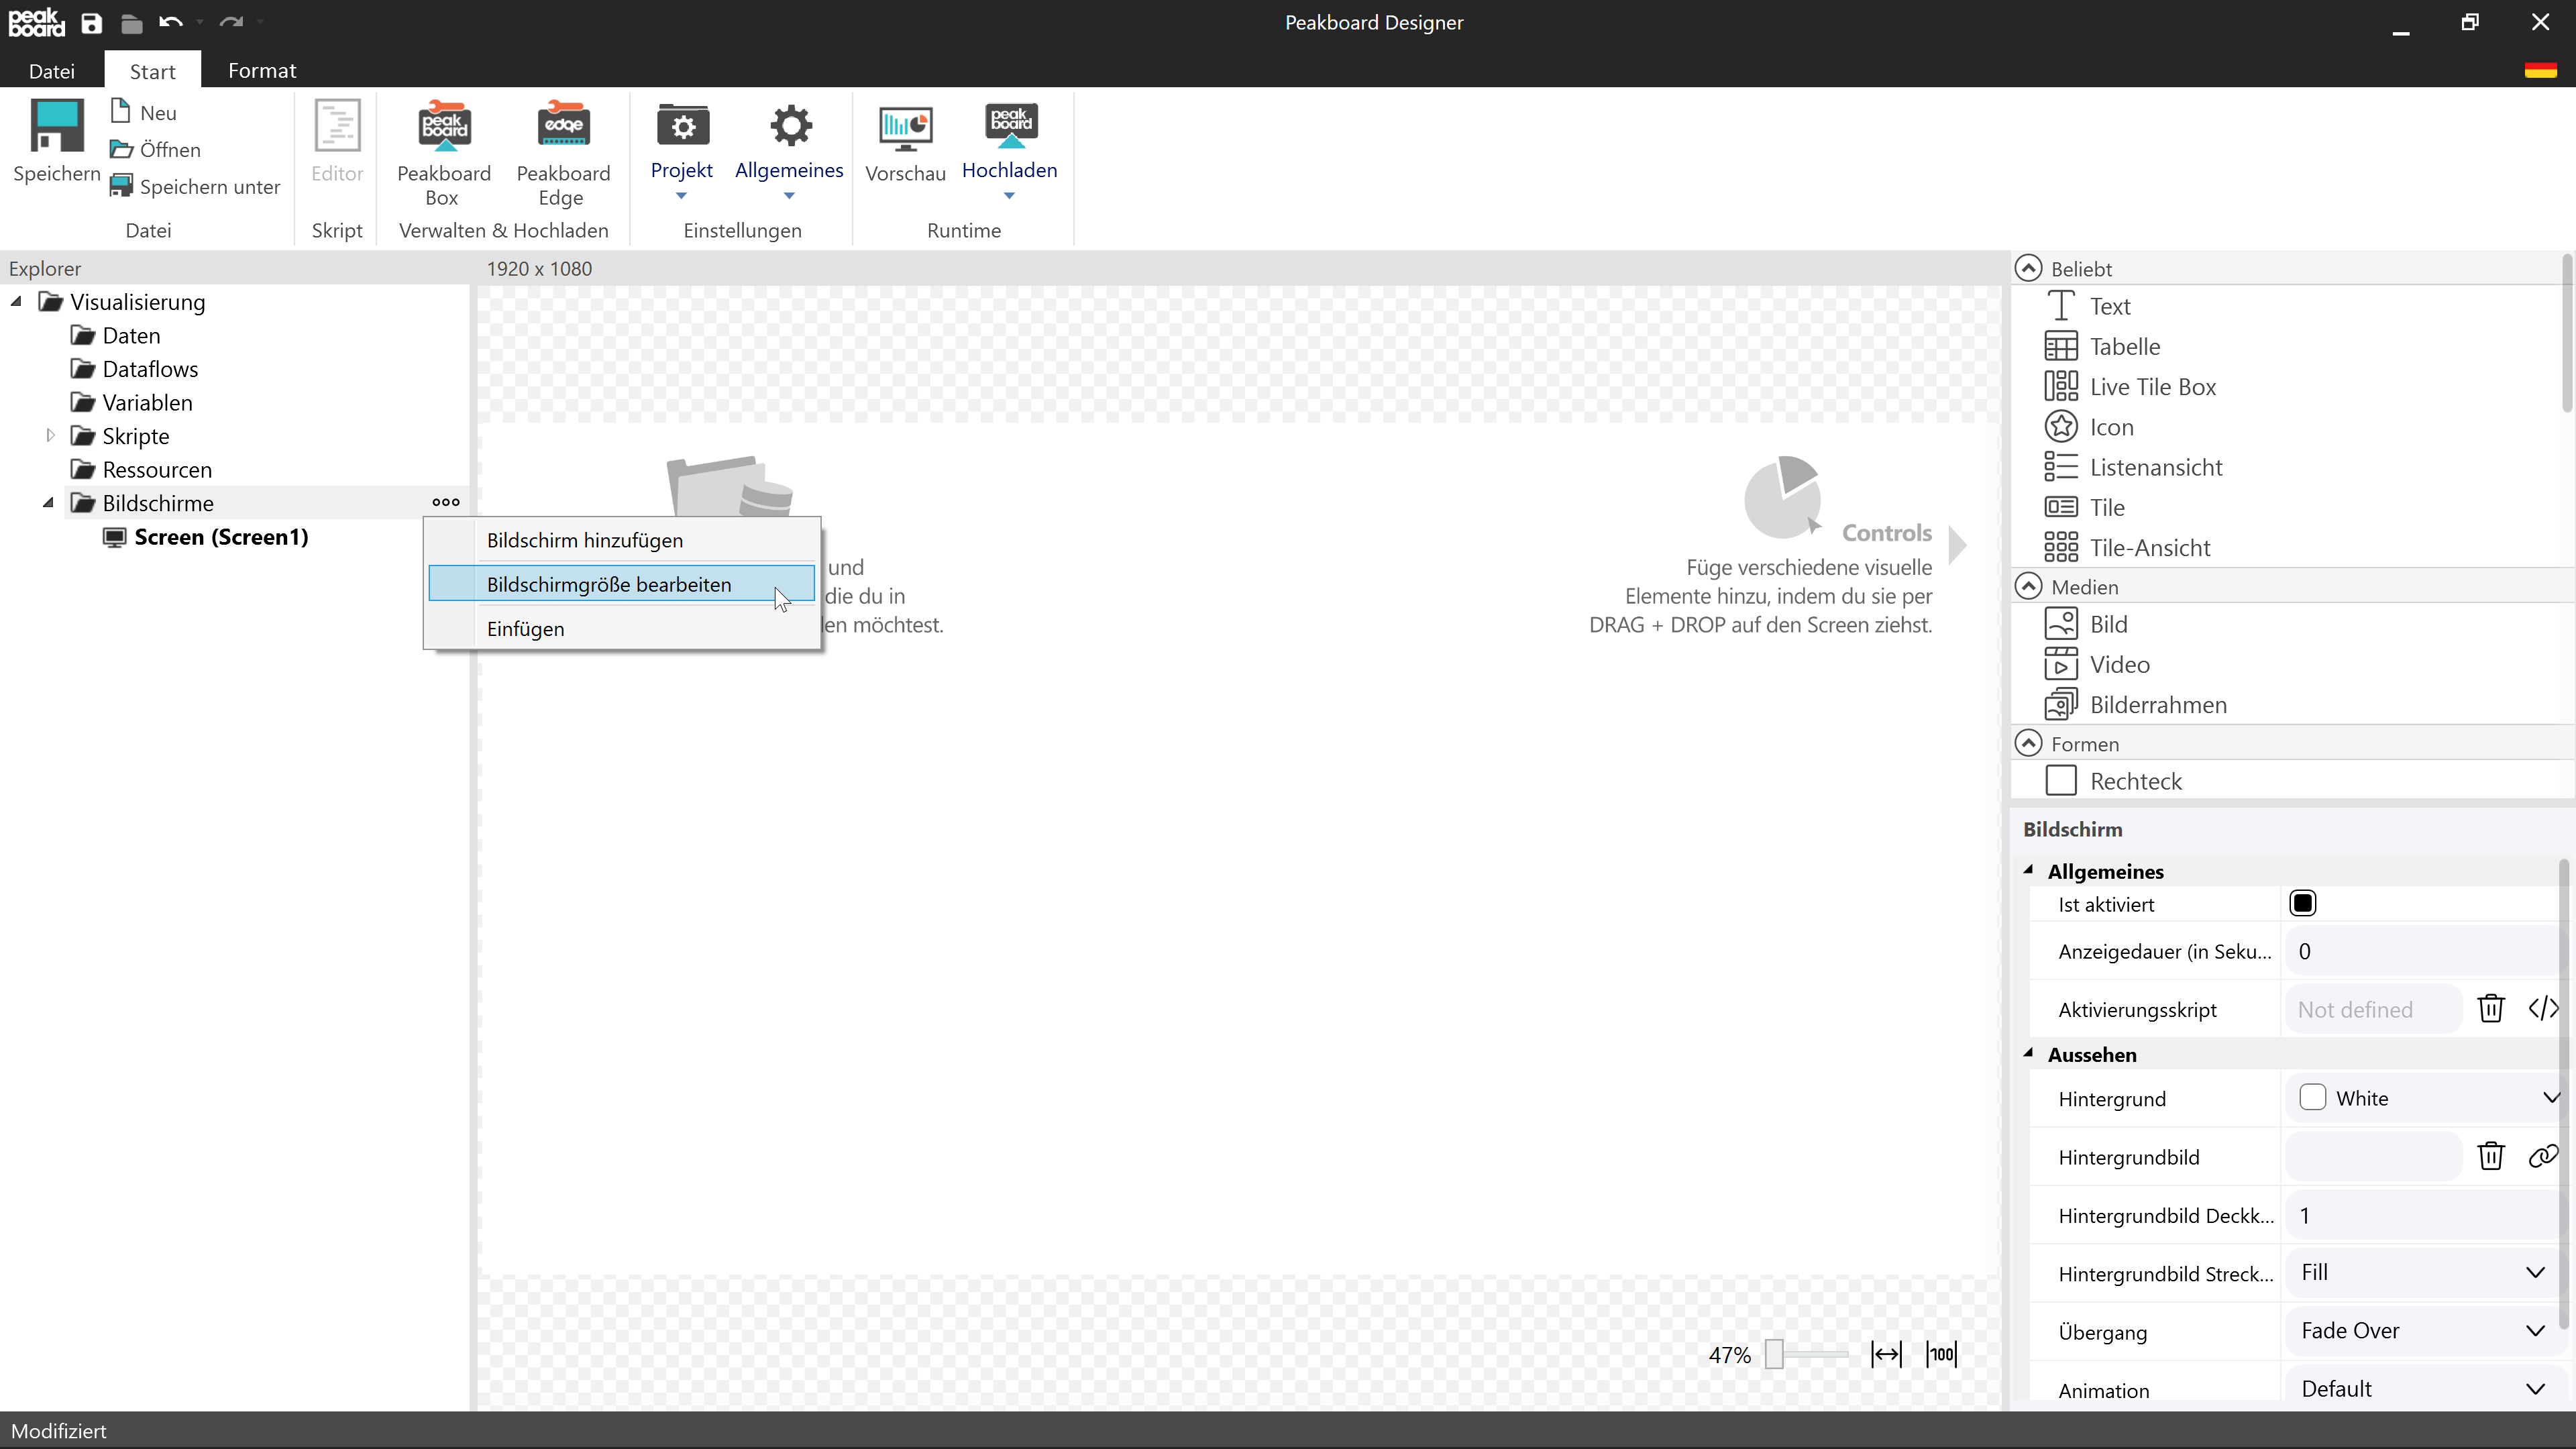 peak
board
Peakboard Designer
Datei
Start
Format
Speichern
Neu
Öffnen
Speichern unter
Datei
Editor
Skript
peak
board
Peakboard
Box
edge
Peakboard
Edge
Verwalten & Hochladen
Projekt
Allgemeines
Einstellungen
Vorschau
peak
board
Hochladen
Runtime
Explorer
1920 x 1080
Visualisierung
Daten
Dataflows
Variablen
Skripte
Ressourcen
Bildschirme
Screen (Screen1)
Bildschirm hinzufügen
Bildschirmgröße bearbeiten
Einfügen
und
die du in
en möchtest.
Controls
Füge verschiedene visuelle
Elemente hinzu, indem du sie per
DRAG + DROP auf den Screen ziehst.
47%
100
Beliebt
Text
Tabelle
Live Tile Box
Icon
Listenansicht
Tile
Tile-Ansicht
Medien
Bild
Video
Bilderrahmen
Formen
Rechteck
Bildschirm
Allgemeines
Ist aktiviert
Anzeigedauer (in Seku... 0
Aktivierungsskript Not defined
Aussehen
Hintergrund White
Hintergrundbild
Hintergrundbild Deckk... 1
Hintergrundbild Streck... Fill
Übergang Fade Over
Animation Default
Modifiziert